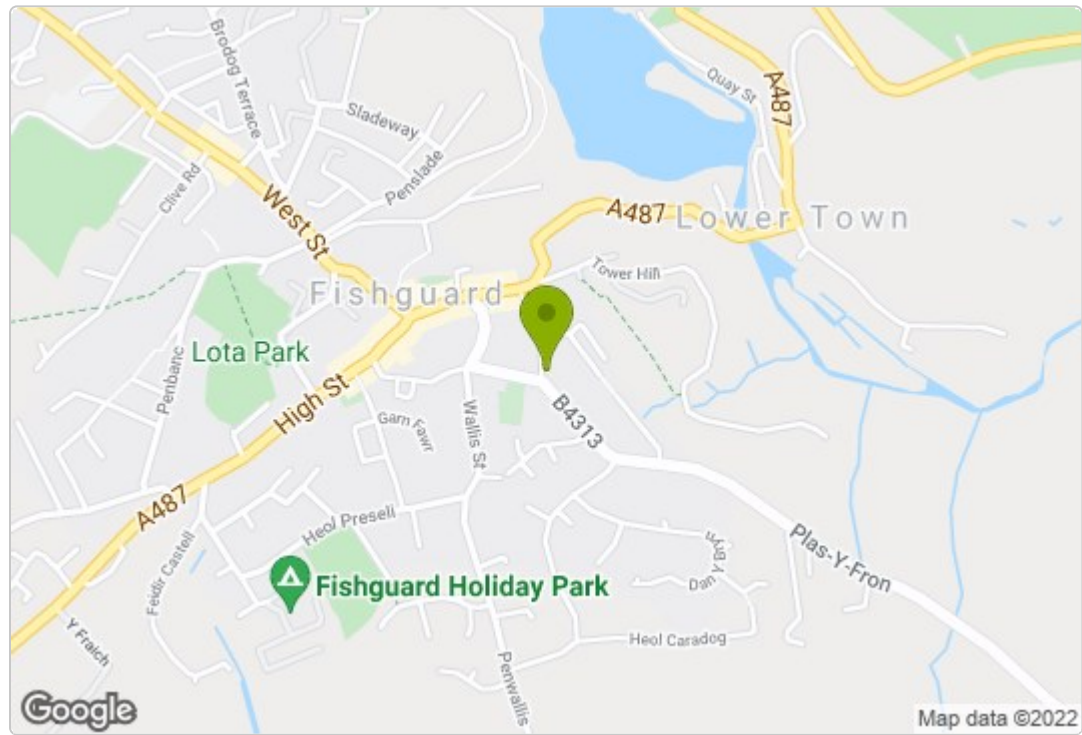 Brodog Terrace
Sladeway
Quay St
A487
Clive Rd
Penslade
West St
A487
Lower Town
Tower Hill
Fishguard
Lota Park
Penbanc
High St
Garn Fawr
Wallis St
B4313
A487
Heol Preseli
Feidir Castell
Plas-Y-Fron
Dan Y Bryn
Fishguard Holiday Park
Y Fraich
Heol Caradog
Penwallis
Google
Map data ©2022